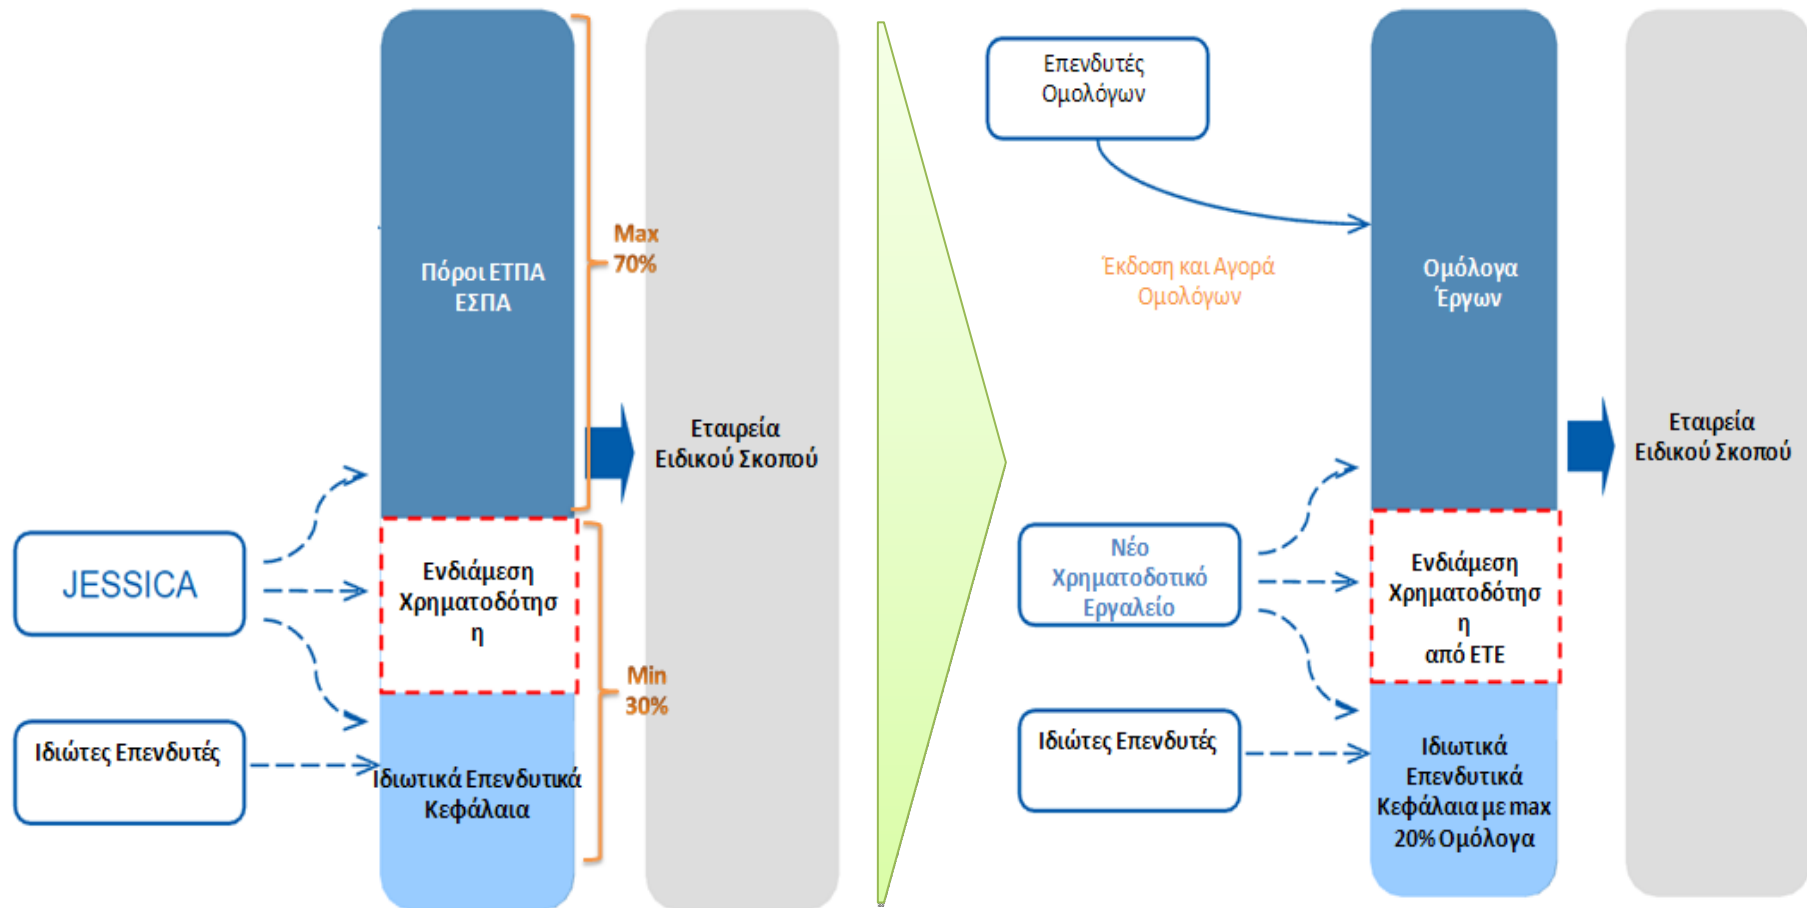 Πόροι ΕΤΠΑ
ΕΣΠΑ
Max
70%
Εταιρεία
Ειδικού Σκοπού
JESSICA
Ενδιάμεση
Χρηματοδότησ
η
Min
30%
Ιδιώτες Επενδυτές
Ιδιωτικά Επενδυτικά
Κεφάλαια
Επενδυτές
Ομολόγων
Έκδοση και Αγορά
Ομολόγων
Ομόλογα
Έργων
Εταιρεία
Ειδικού Σκοπού
Νέο
Χρηματοδοτικό
Εργαλείο
Ενδιάμεση
Χρηματοδότησ
η
από ΕΤΕ
Ιδιώτες Επενδυτές
Ιδιωτικά
Επενδυτικά
Κεφάλαια με max
20% Ομόλογα